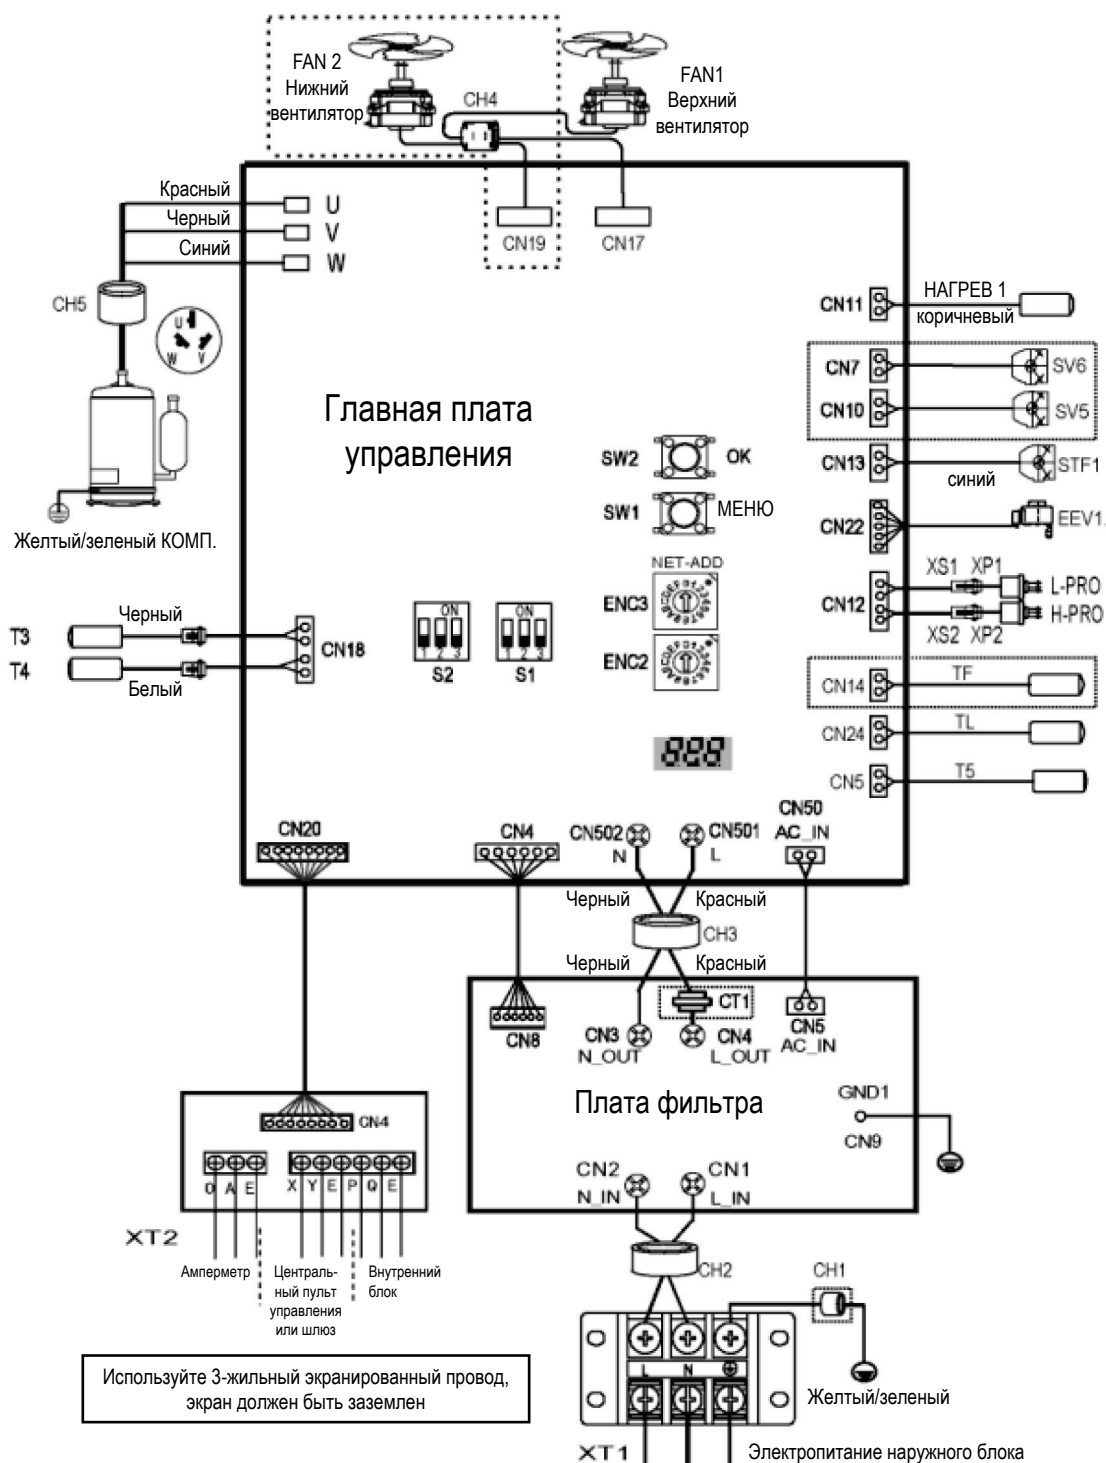 FAN 2
Нижний
вентилятор
CH4
FAN1
Верхний
вентилятор
Красный
U
Черный
V
Синий
W
CN19
CN17
CH5
U
W
V
CN11
НАГРЕВ 1
коричневый
CN7
SV6
CN10
SV5
Главная плата
управления
SW2
OK
CN13
синий
STF1
SW1
МЕНЮ
CN22
EEV1.
Желтый/зеленый КОМП.
NET-ADD
ENC3
XS1
XP1
L-PRO
CN12
H-PRO
XS2
XP2
T3
Черный
CN18
T4
Белый
ON
1 2 3
S2
ON
1 2 3
S1
ENC2
CN14
TF
CN24
TL
CN5
T5
CN20
CN4
CN502
N
CN501
L
CN50
AC_IN
Черный
Красный
CH3
Черный
Красный
CT1
CN8
CN3
N_OUT
CN4
L_OUT
CN5
AC_IN
Плата фильтра
GND1
CN9
CN4
O A E
X Y E P Q E
CN2
N_IN
CN1
L_IN
XT2
Амперметр
Централь-
ный пульт
управления
или шлюз
Внутренний
блок
CH2
CH1
Используйте 3-жильный экранированный провод,
экран должен быть заземлен
L N
Желтый/зеленый
XT1
Электропитание наружного блока